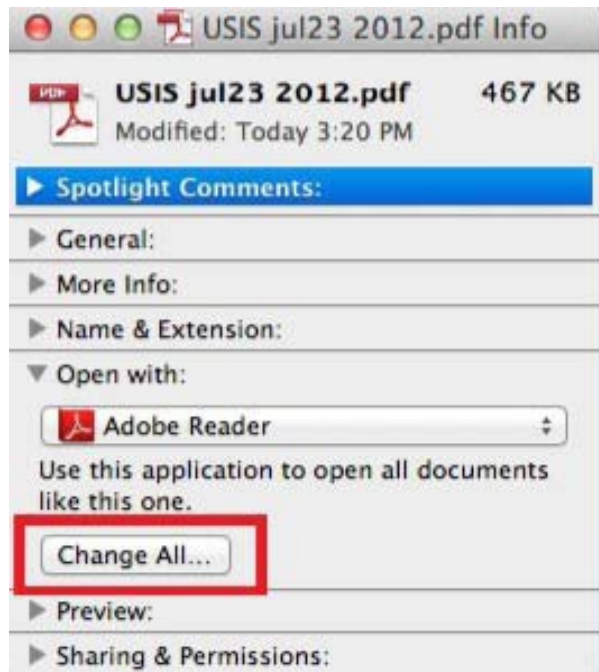 USIS jul23 2012.pdf Info
USIS jul23 2012.pdf 467 KB
Modified: Today 3:20 PM
Spotlight Comments:
General:
More Info:
Name & Extension:
Open with:
Adobe Reader
Use this application to open all documents
like this one.
Change All...
Preview:
Sharing & Permissions: